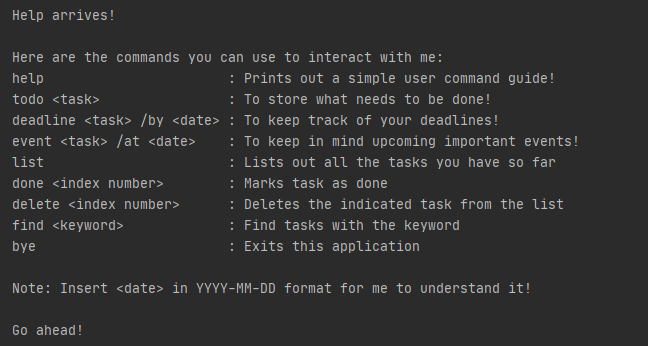 Help arrives!
Here are the commands you can use to interact with me:
help : Prints out a simple user command guide!
todo <task> : To store what needs to be done!
deadline <task> /by <date> : To keep track of your deadlines!
event <task> /at <date> : To keep in mind upcoming important events!
list : Lists out all the tasks you have so far
done <index number> : Marks task as done
delete <index number> : Deletes the indicated task from the list
find <keyword> : Find tasks with the keyword
bye : Exits this application
Note: Insert <date> in YYYY-MM-DD format for me to understand it!
Go ahead!